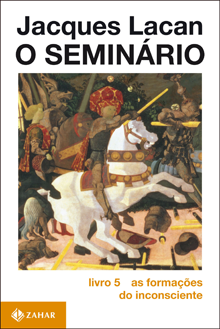 Jacques Lacan
O SEMINÁRIO
livro 5 as formações
do inconsciente
ZAHAR